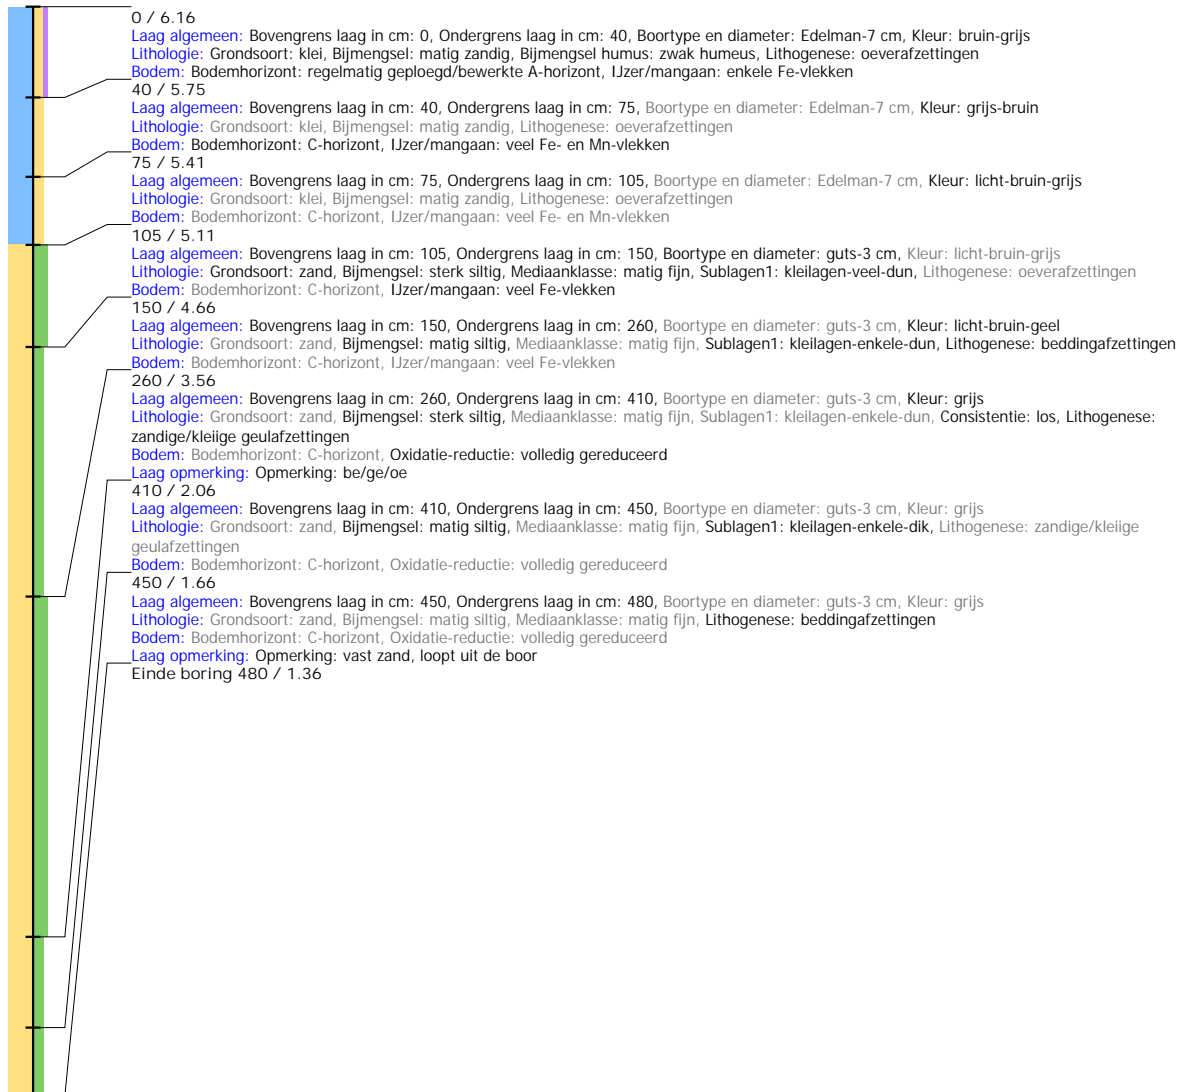 0 / 6.16
Laag algemeen: Bovengrens laag in cm: 0, Ondergrens laag in cm: 40, Boortype en diameter: Edelman-7 cm, Kleur: bruin-grijs
Lithologie: Grondsoort: klei, Bijmengsel: matig zandig, Bijmengsel humus: zwak humeus, Lithogenese: oeverafzettingen
Bodem: Bodemhorizont: regelmatig geploegd/bewerkte A-horizont, IJzer/mangaan: enkele Fe-vlekken
40 / 5.75
Laag algemeen: Bovengrens laag in cm: 40, Ondergrens laag in cm: 75, Boortype en diameter: Edelman-7 cm, Kleur: grijs-bruin
Lithologie: Grondsoort: klei, Bijmengsel: matig zandig, Lithogenese: oeverafzettingen
Bodem: Bodemhorizont: C-horizont, IJzer/mangaan: veel Fe- en Mn-vlekken
75 / 5.41
Laag algemeen: Bovengrens laag in cm: 75, Ondergrens laag in cm: 105, Boortype en diameter: Edelman-7 cm, Kleur: licht-bruin-grijs
Lithologie: Grondsoort: klei, Bijmengsel: matig zandig, Lithogenese: oeverafzettingen
Bodem: Bodemhorizont: C-horizont, IJzer/mangaan: veel Fe- en Mn-vlekken
105 / 5.11
Laag algemeen: Bovengrens laag in cm: 105, Ondergrens laag in cm: 150, Boortype en diameter: guts-3 cm, Kleur: licht-bruin-grijs
Lithologie: Grondsoort: zand, Bijmengsel: sterk siltig, Mediaanklasse: matig fijn, Sublagen1: kleilagen-veel-dun, Lithogenese: oeverafzettingen
Bodem: Bodemhorizont: C-horizont, IJzer/mangaan: veel Fe-vlekken
150 / 4.66
Laag algemeen: Bovengrens laag in cm: 150, Ondergrens laag in cm: 260, Boortype en diameter: guts-3 cm, Kleur: licht-bruin-geel
Lithologie: Grondsoort: zand, Bijmengsel: matig siltig, Mediaanklasse: matig fijn, Sublagen1: kleilagen-enkele-dun, Lithogenese: beddingafzettingen
Bodem: Bodemhorizont: C-horizont, IJzer/mangaan: veel Fe-vlekken
260 / 3.56
Laag algemeen: Bovengrens laag in cm: 260, Ondergrens laag in cm: 410, Boortype en diameter: guts-3 cm, Kleur: grijs
Lithologie: Grondsoort: zand, Bijmengsel: sterk siltig, Mediaanklasse: matig fijn, Sublagen1: kleilagen-enkele-dun, Consistentie: los, Lithogenese:
zandige/kleiige geulafzettingen
Bodem: Bodemhorizont: C-horizont, Oxidatie-reductie: volledig gereduceerd
Laag opmerking: Opmerking: be/ge/oe
410 / 2.06
Laag algemeen: Bovengrens laag in cm: 410, Ondergrens laag in cm: 450, Boortype en diameter: guts-3 cm, Kleur: grijs
Lithologie: Grondsoort: zand, Bijmengsel: matig siltig, Mediaanklasse: matig fijn, Sublagen1: kleilagen-enkele-dik, Lithogenese: zandige/kleiige
geulafzettingen
Bodem: Bodemhorizont: C-horizont, Oxidatie-reductie: volledig gereduceerd
450 / 1.66
Laag algemeen: Bovengrens laag in cm: 450, Ondergrens laag in cm: 480, Boortype en diameter: guts-3 cm, Kleur: grijs
Lithologie: Grondsoort: zand, Bijmengsel: matig siltig, Mediaanklasse: matig fijn, Lithogenese: beddingafzettingen
Bodem: Bodemhorizont: C-horizont, Oxidatie-reductie: volledig gereduceerd
Laag opmerking: Opmerking: vast zand, loopt uit de boor
Einde boring 480 / 1.36